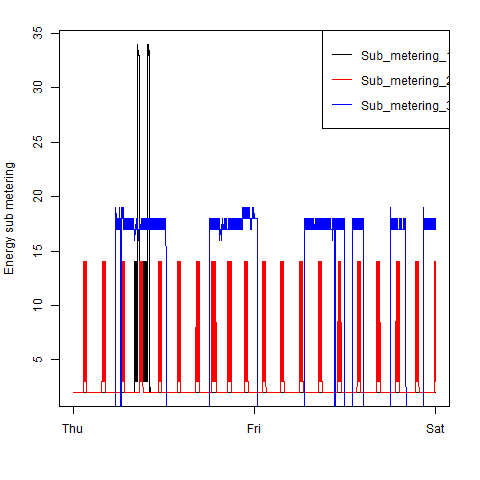 35
30
25
20
15
10
5
Energy sub metering
Thu Fri Sat
Sub_metering_1
Sub_metering_2
Sub_metering_3